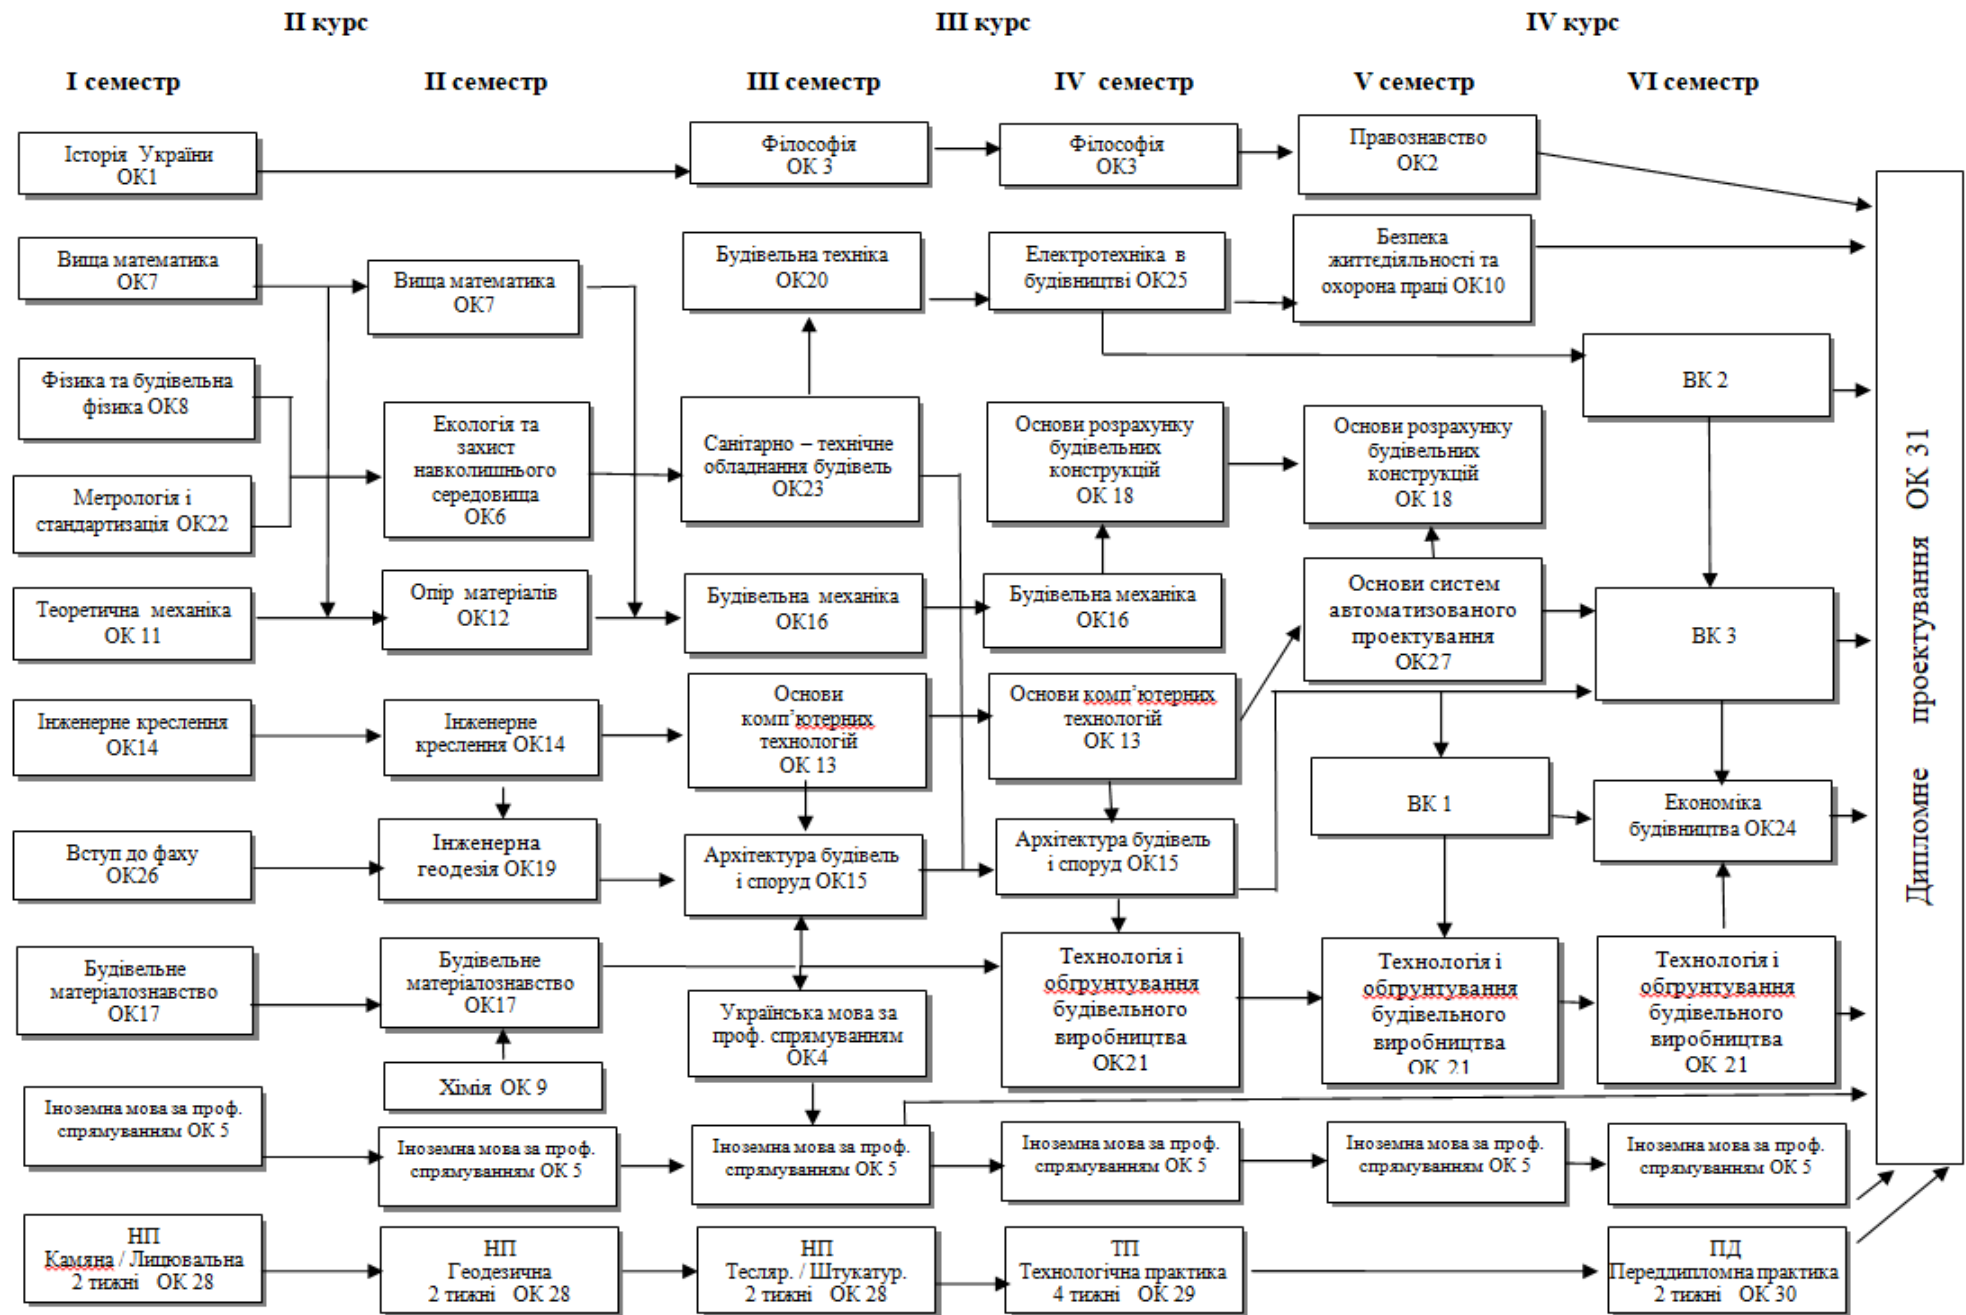 II курс
III курс
IV курс
I семестр
II семестр
III семестр
IV семестр
V семестр
VI семестр
Історія України
ОК1
Філософія
ОК 3
Філософія
ОК3
Правознавство
ОК2
Вища математика
ОК7
Вища математика
ОК7
Будівельна техніка
ОК20
Електротехніка в
будівництві ОК25
Безпека
життєдіяльності та
охорона праці ОК10
ВК 2
Фізика та будівельна
фізика ОК8
Метрологія і
стандартизація ОК22
Екологія та
захист
навколишнього
середовища
ОК6
Санітарно – технічне
обладнання будівель
ОК23
Основи розрахунку
будівельних
конструкцій
ОК 18
Основи розрахунку
будівельних
конструкцій
ОК 18
Теоретична механіка
ОК 11
Опір матеріалів
ОК12
Будівельна механіка
ОК16
Будівельна механіка
ОК16
Основи систем
автоматизованого
проектування
ОК27
ВК 3
Інженерне креслення
ОК14
Інженерне
креслення ОК14
Основи
комп’ютерних
технологій
ОК 13
Основи комп’ютерних
технологій
ОК 13
ВК 1
Економіка
будівництва ОК24
Вступ до фаху
ОК26
Інженерна
геодезія ОК19
Архітектура будівель
і споруд ОК15
Архітектура будівель
і споруд ОК15
Будівельне
матеріалознавство
ОК17
Будівельне
матеріалознавство
ОК17
Українська мова за
проф. спрямуванням
ОК4
Технологія і
обгрунтування
будівельного
виробництва
ОК21
Технологія і
обгрунтування
будівельного
виробництва
ОК 21
Технологія і
обгрунтування
будівельного
виробництва
ОК 21
Хімія ОК 9
Іноземна мова за проф.
спрямуванням ОК 5
Іноземна мова за проф.
спрямуванням ОК 5
Іноземна мова за проф.
спрямуванням ОК 5
Іноземна мова за проф.
спрямуванням ОК 5
Іноземна мова за проф.
спрямуванням ОК 5
Іноземна мова за проф.
спрямуванням ОК 5
НП
Камяна / Лицювальна
2 тижні ОК 28
НП
Геодезична
2 тижні ОК 28
НП
Тесляр. / Штукатур.
2 тижні ОК 28
ТП
Технологічна практика
4 тижні ОК 29
ПД
Переддипломна практика
2 тижні ОК 30
Дипломне проектування ОК 31